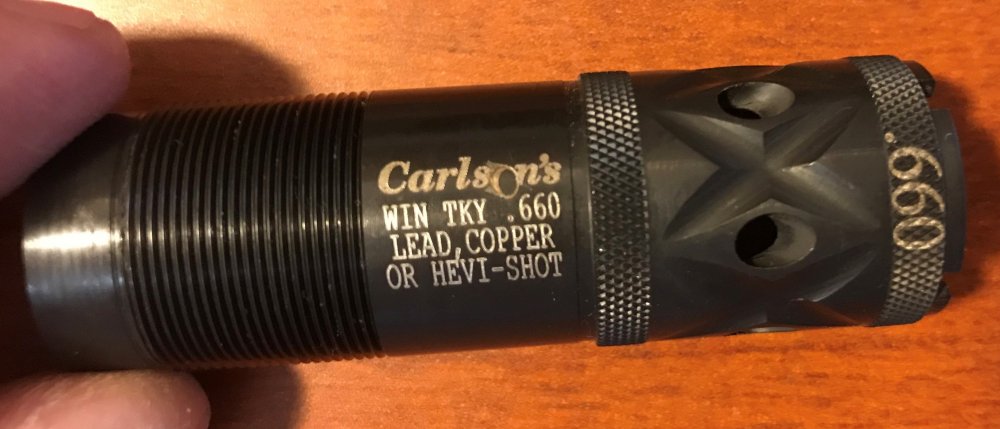 Carlson's
WIN TKY .660
LEAD,COPPER
OR HEVI-SHOT
.660